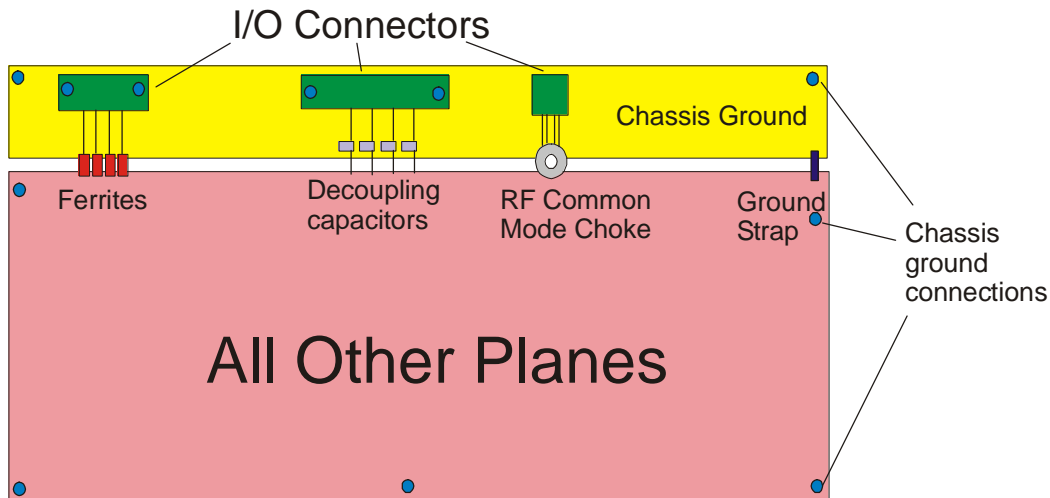 I/O Connectors
Chassis Ground
Ferrites
Decoupling
capacitors
RF Common
Mode Choke
Ground
Strap
Chassis
ground
connections
All Other Planes